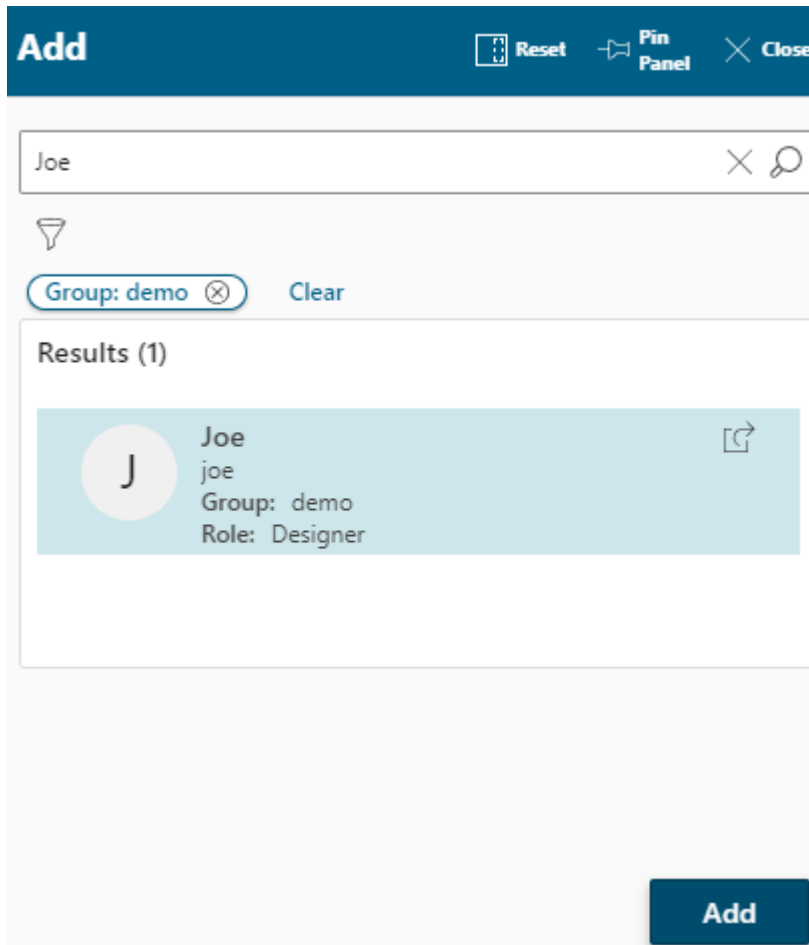 Add
Reset
Pin
Panel
Close
Joe
Group: demo
Clear
Results (1)
J
Joe
joe
Group: demo
Role: Designer
Add